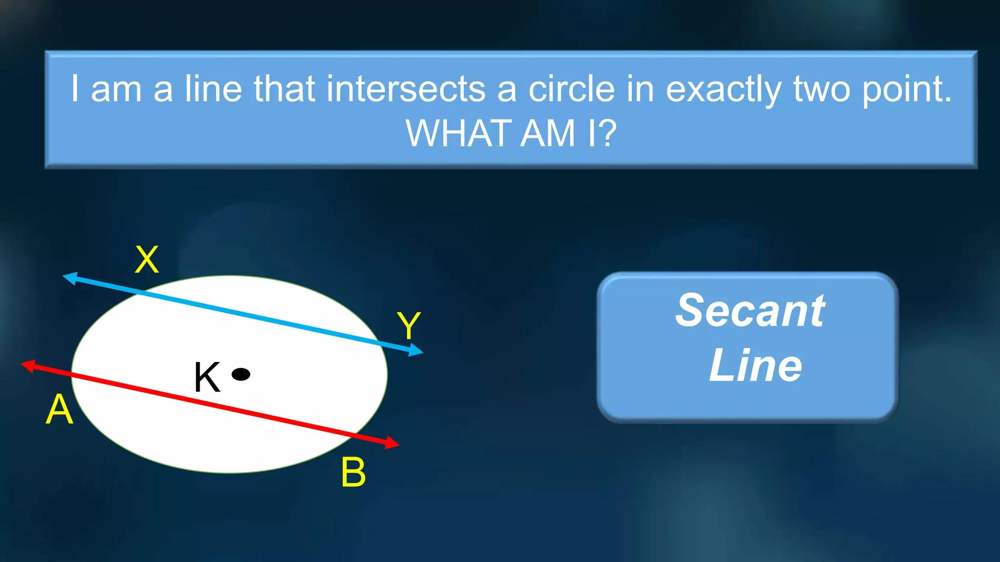 I am a line that intersects a circle in exactly two point.
WHAT AM I?
X
Y
K
A
B
Secant
Line